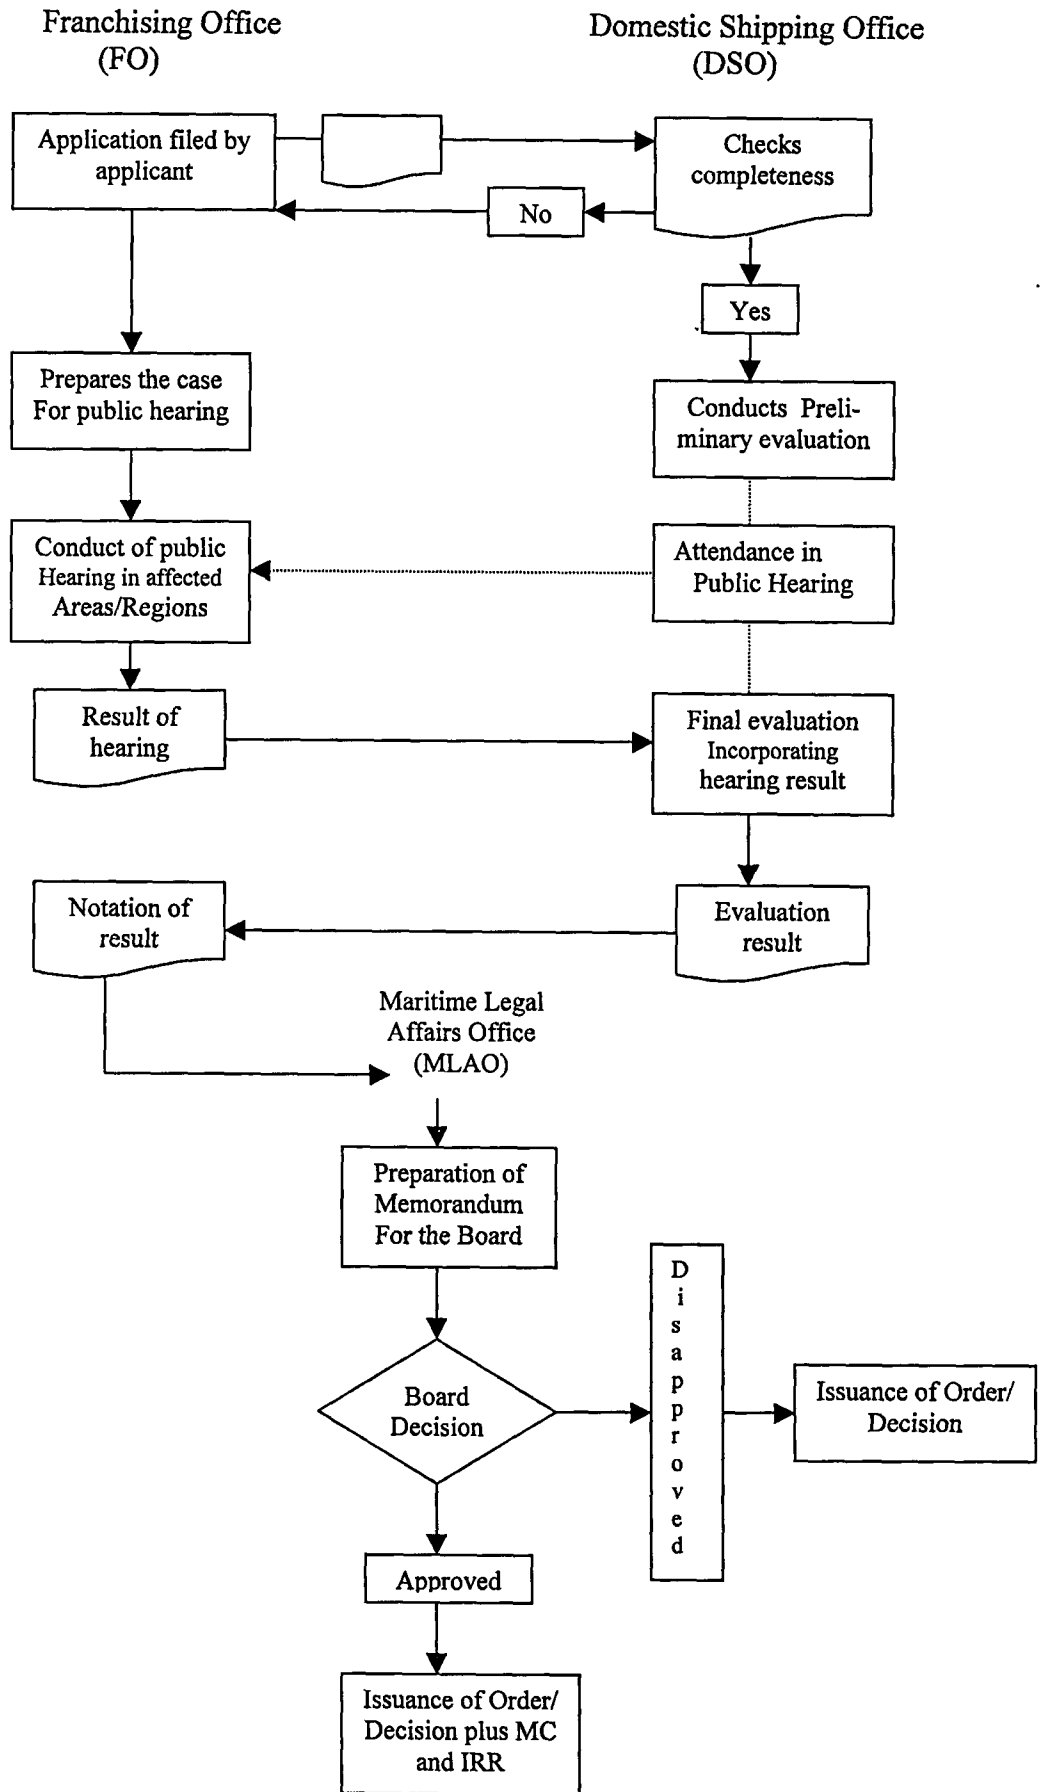 Franchising Office
(FO)
Domestic Shipping Office
(DSO)
Application filed by
applicant
Checks
completeness
No
Yes
Prepares the case
For public hearing
Conducts Preli-
minary evaluation
Conduct of public
Hearing in affected
Areas/Regions
Attendance in
Public Hearing
Result of
hearing
Final evaluation
Incorporating
hearing result
Notation of
result
Evaluation
result
Maritime Legal
Affairs Office
(MLAO)
Preparation of
Memorandum
For the Board
Board
Decision
D
i
s
a
p
p
r
o
v
e
d
Issuance of Order/
Decision
Approved
Issuance of Order/
Decision plus MC
and IRR